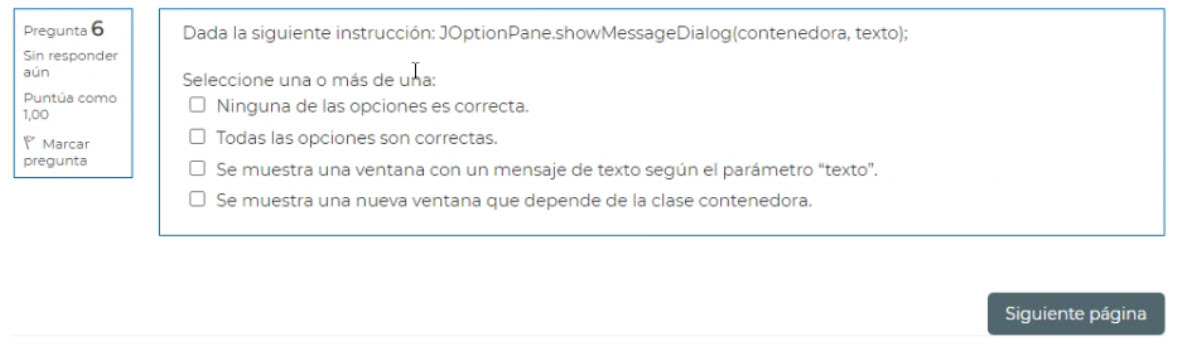 Pregunta 6
Sin responder
aún
Puntúa como
1,00
Marcar
pregunta
Dada la siguiente instrucción: JOptionPane.showMessageDialog(contenedora, texto);
Seleccione una o más de una:
Ninguna de las opciones es correcta.
Todas las opciones son correctas.
Se muestra una ventana con un mensaje de texto según el parámetro “texto”.
Se muestra una nueva ventana que depende de la clase contenedora.
Siguiente página